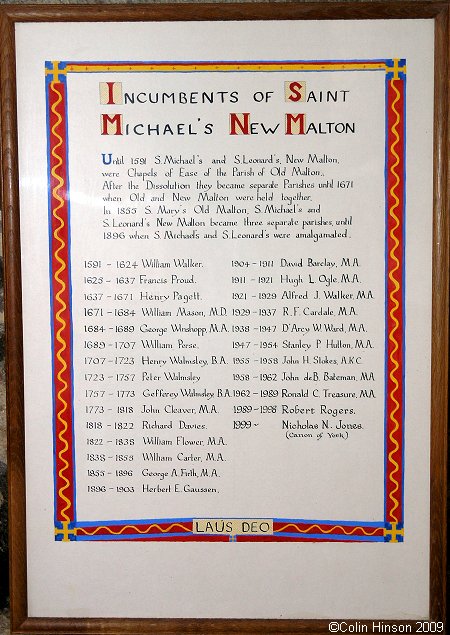 Incumbents of Saint
Michael's New Malton
Until 1591 S. Michael's and S. Leonard's, New Malton,
were Chapels of Ease of the Parish of Old Malton.
After the Dissolution they became separate Parishes until 1671
when Old and New Malton were held together.
In 1855 S. Mary's Old Malton, S. Michael's and
S. Leonard's New Malton became three separate parishes, until
1896 when S. Michael's and S. Leonard's were amalgamated.
1591 - 1624 William Walker.
1625 - 1637 Francis Proud.
1637 - 1671 Henry Pagett.
1671 - 1684 William Mason, M.D.
1684 - 1689 George Winshopp, M.A.
1689 - 1707 William Perse.
1707 - 1723 Henry Walmsley, B.A.
1723 - 1757 Peter Walmsley
1757 - 1773 Gefferey Walmsley, B.A.
1773 - 1818 John Cleaver, M.A.
1818 - 1822 Richard Davies.
1822 - 1838 William Flower, M.A.
1838 - 1855 William Carter, M.A.
1855 - 1896 George A. Firth, M.A.
1896 - 1903 Herbert E. Gaussen.
1904 - 1911 David Barclay, M.A.
1911 - 1921 Hugh L. Ogle, M.A.
1921 - 1929 Alfred J. Walker, M.A.
1929 - 1937 R. F. Cardale, M.A.
1938 - 1947 D'Arcy W. Ward, M.A.
1947 - 1954 Stanley P. Hutton, M.A.
1955 - 1958 John H. Stokes, A.K.C.
1958 - 1962 John deB. Bateman, M.A.
1962 - 1989 Ronald C. Treasure, M.A.
1989 - 1998 Robert Rogers.
1999 - Nicholas N. Jones.
(Canon of York)
LAUS DEO
©Colin Hinson 2009